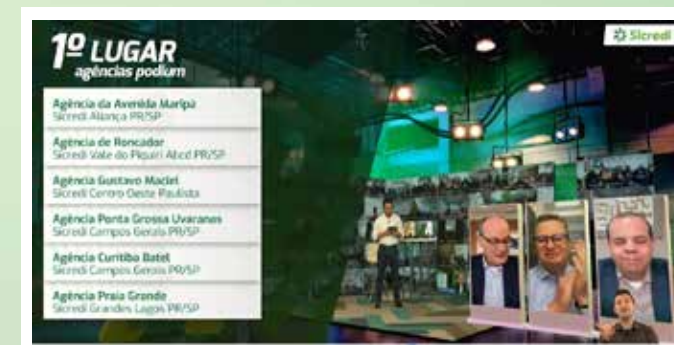 1º LUGAR
agências podium
Sicredi
Agência da Avenida Maripá
Sicredi Aliança PR/SP
Agência de Roncador
Sicredi Vale do Piquiri Abcd PR/SP
Agência Gustavo Maciel
Sicredi Centro Oeste Paulista
Agência Ponta Grossa Uvaranas
Sicredi Campos Gerais PR/SP
Agência Curitiba Batel
Sicredi Campos Gerais PR/SP
Agência Praia Grande
Sicredi Grandes Lagos PR/SP